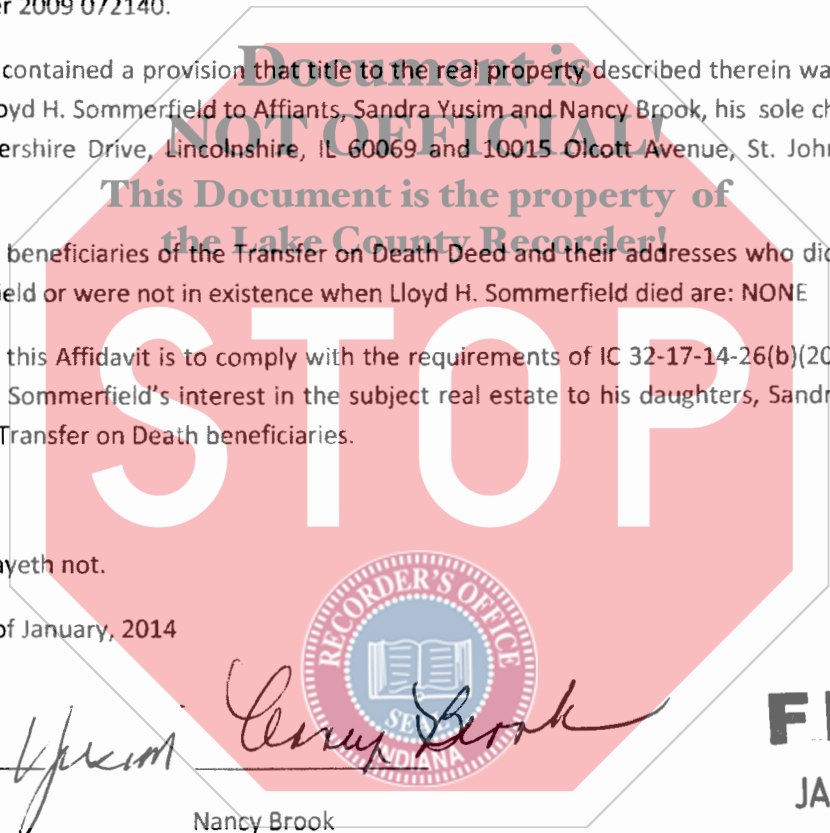 er 2009 072140.
Document is
contained a provision that title to the real property described therein wa
oyd H. Sommerfield to Affiants, Sandra Yusim and Nancy Brook, his sole ch
NOT OFFICIAL!
ershire Drive, Lincolnshire, IL 60069 and 10015 Olcott Avenue, St. John
This Document is the property of
the Lake County Recorder!
beneficiaries of the Transfer on Death Deed and their addresses who did
ield or were not in existence when Lloyd H. Sommerfield died are: NONE
STOP
this Affidavit is to comply with the requirements of IC 32-17-14-26(b)(20
Sommerfield's interest in the subject real estate to his daughters, Sandr
Transfer on Death beneficiaries.
ayeth not.
of January, 2014
RECORDER'S OFFICE
SEAL
INDIANA
Yusim
Nancy Brook
F
JA
Nancy Brook